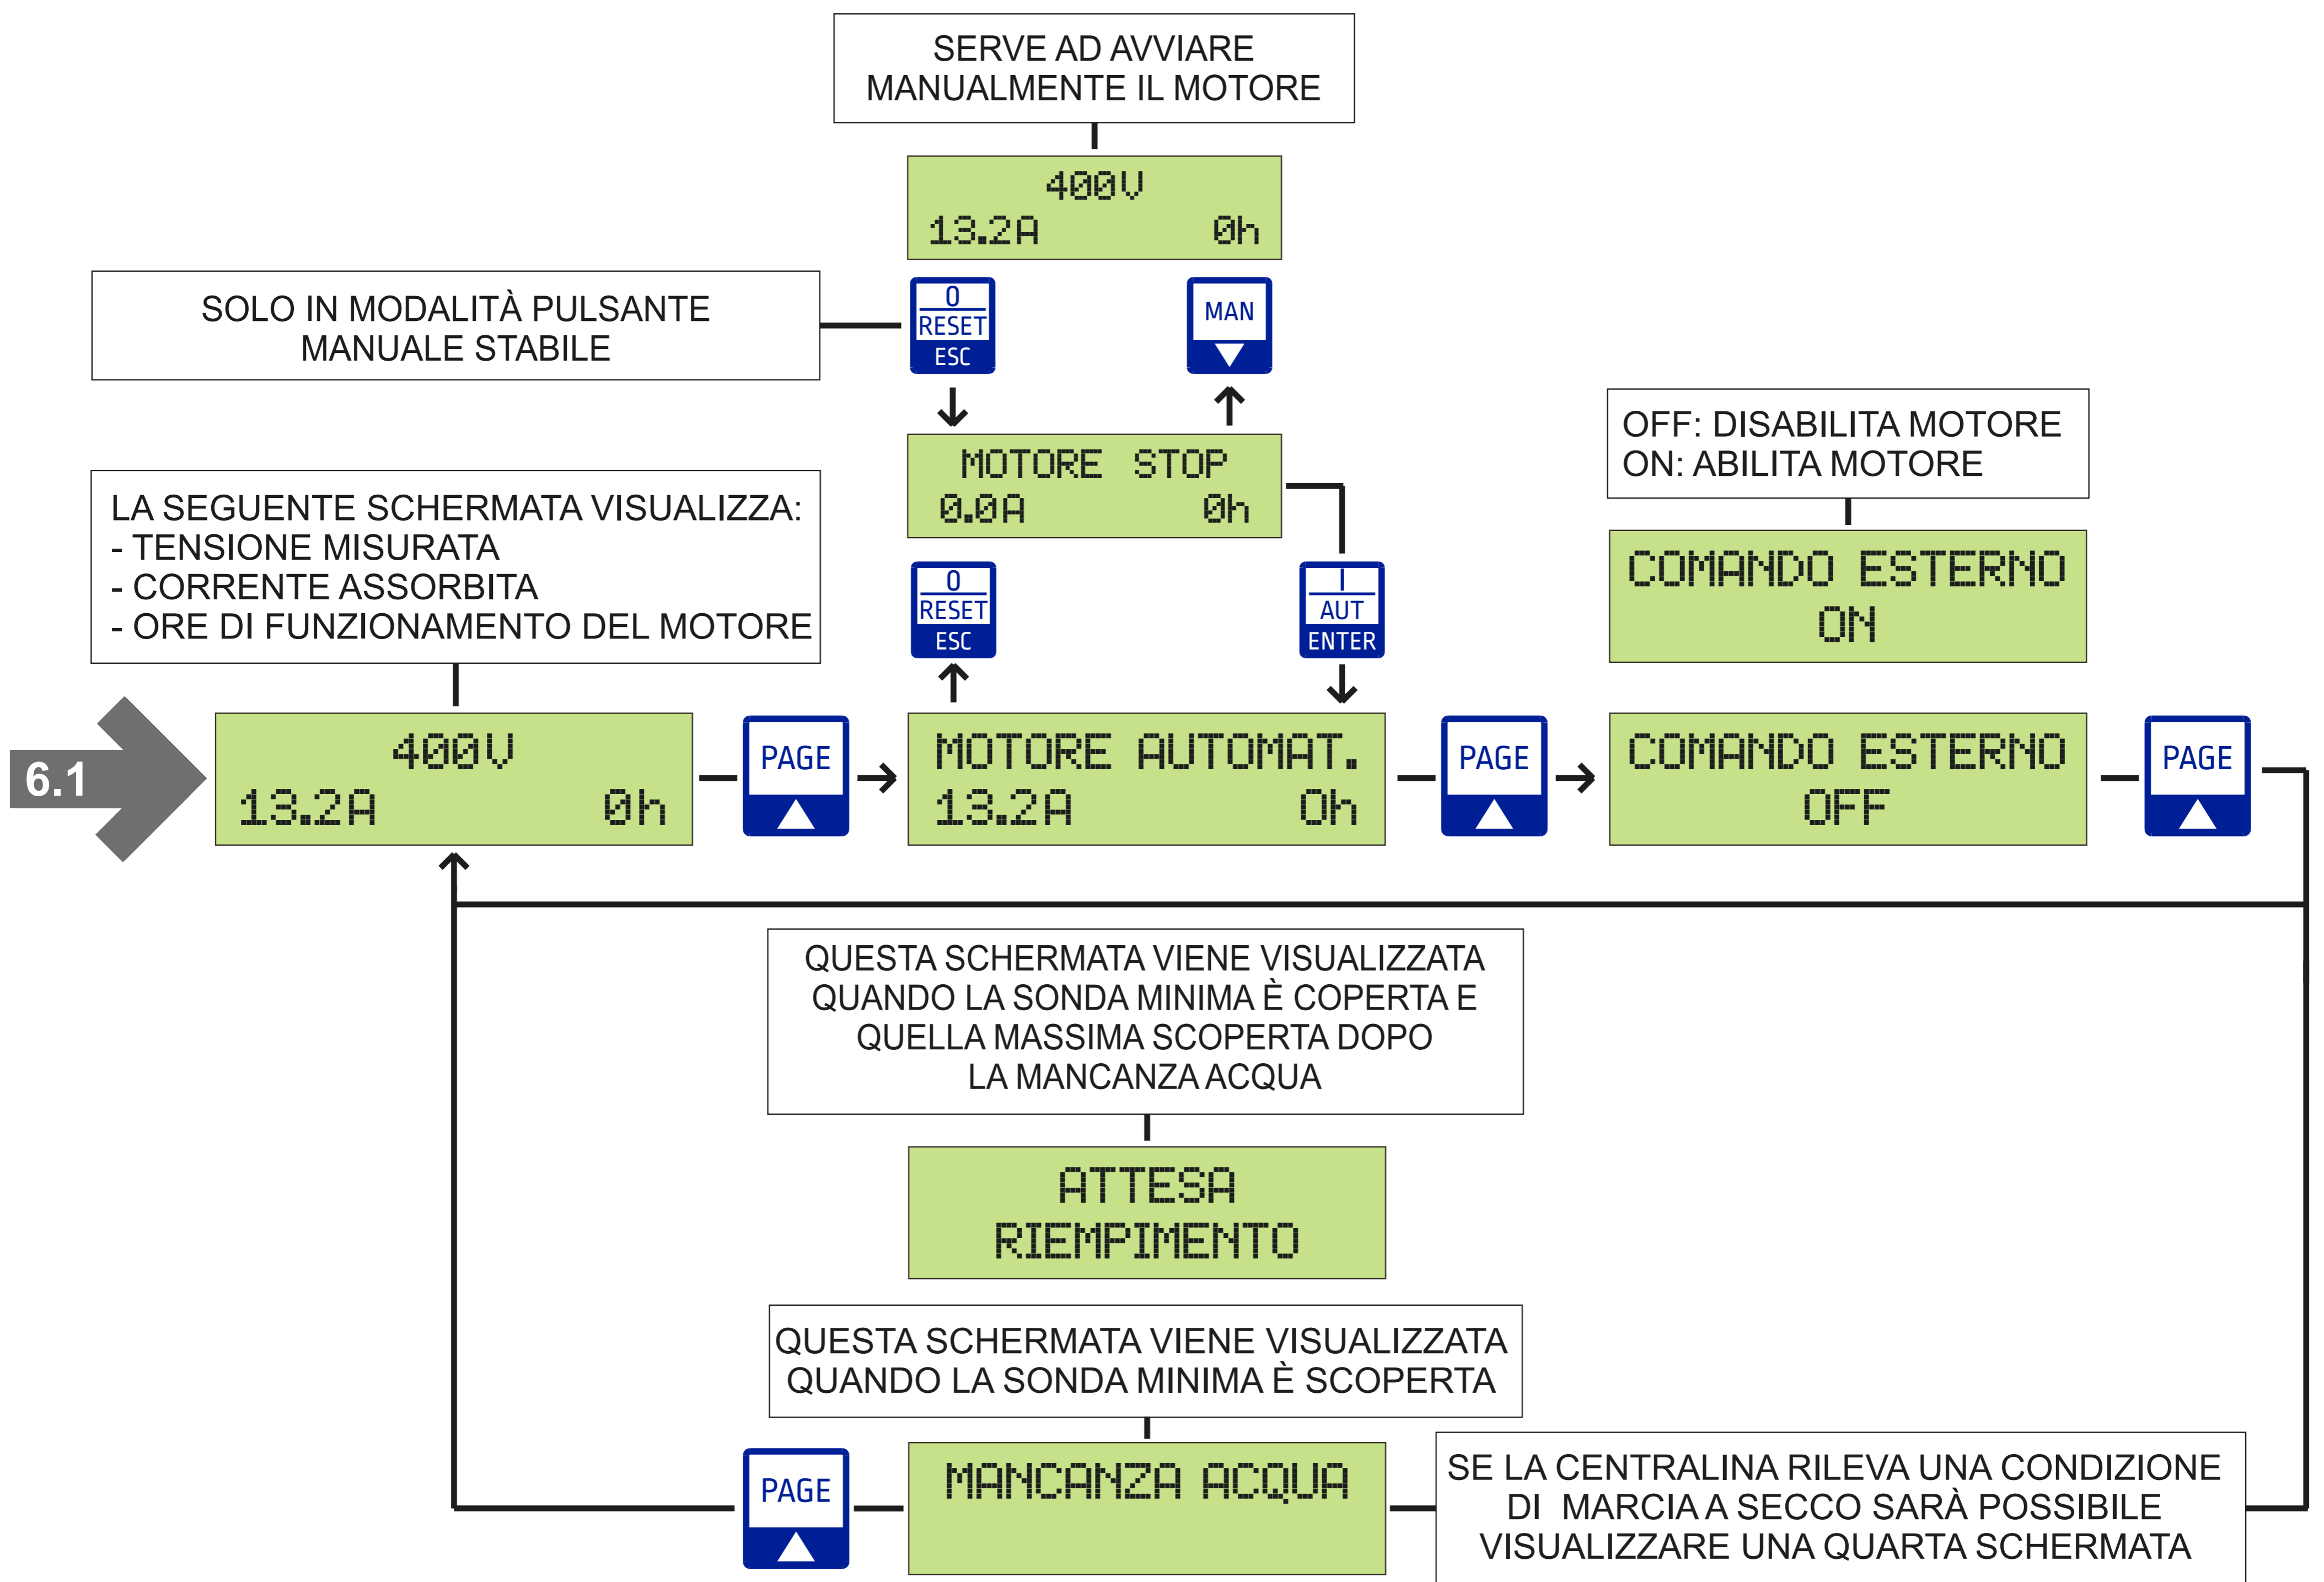 SERVE AD AVVIARE
MANUALMENTE IL MOTORE
400V
13.2A 0h
SOLO IN MODALITÀ PULSANTE
MANUALE STABILE
0
RESET
ESC
MAN
MOTORE STOP
0.0A 0h
OFF: DISABILITA MOTORE
ON: ABILITA MOTORE
LA SEGUENTE SCHERMATA VISUALIZZA:
- TENSIONE MISURATA
- CORRENTE ASSORBITA
- ORE DI FUNZIONAMENTO DEL MOTORE
0
RESET
ESC
I
AUT
ENTER
COMANDO ESTERNO
ON
6.1
400V
13.2A 0h
PAGE
MOTORE AUTOMAT.
13.2A Oh
PAGE
COMANDO ESTERNO
OFF
PAGE
QUESTA SCHERMATA VIENE VISUALIZZATA
QUANDO LA SONDA MINIMA È COPERTA E
QUELLA MASSIMA SCOPERTA DOPO
LA MANCANZA ACQUA
ATTESA
RIEMPIMENTO
QUESTA SCHERMATA VIENE VISUALIZZATA
QUANDO LA SONDA MINIMA È SCOPERTA
PAGE
MANCANZA ACQUA
SE LA CENTRALINA RILEVA UNA CONDIZIONE
DI MARCIA A SECCO SARÀ POSSIBILE
VISUALIZZARE UNA QUARTA SCHERMATA